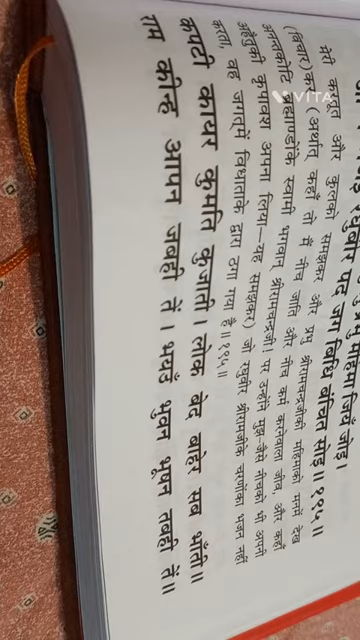 रघुबीर पद जग बिधि बंचित सोइ॥ १९५॥
मेरी करतूत और कुलको समझकर और प्रभु श्रीरामचन्द्रजीकी महिमाको मनमें देख
(विचार) कर (अर्थात् कहाँ तो मैं नीच जाति और नीच कर्म करनेवाला जीव, और कहाँ
अनन्तकोटि ब्रह्माण्डोंके स्वामी भगवान् श्रीरामचन्द्रजी! पर उन्होंने मुझ-जैसे नीचको भी अपनी
अहैतुकी कृपावश अपना लिया—यह समझकर) जो रघुवीर श्रीरामजीके चरणोंका भजन नहीं
करता, वह जगत्में विधाताके द्वारा ठगा गया है॥ १९५॥
कपटी कायर कुमति कुजाती। लोक बेद बाहेर सब भाँती॥
राम कीन्ह आपन जबही तें। भयउँ भुवन भूषन तबही तें॥
VITA